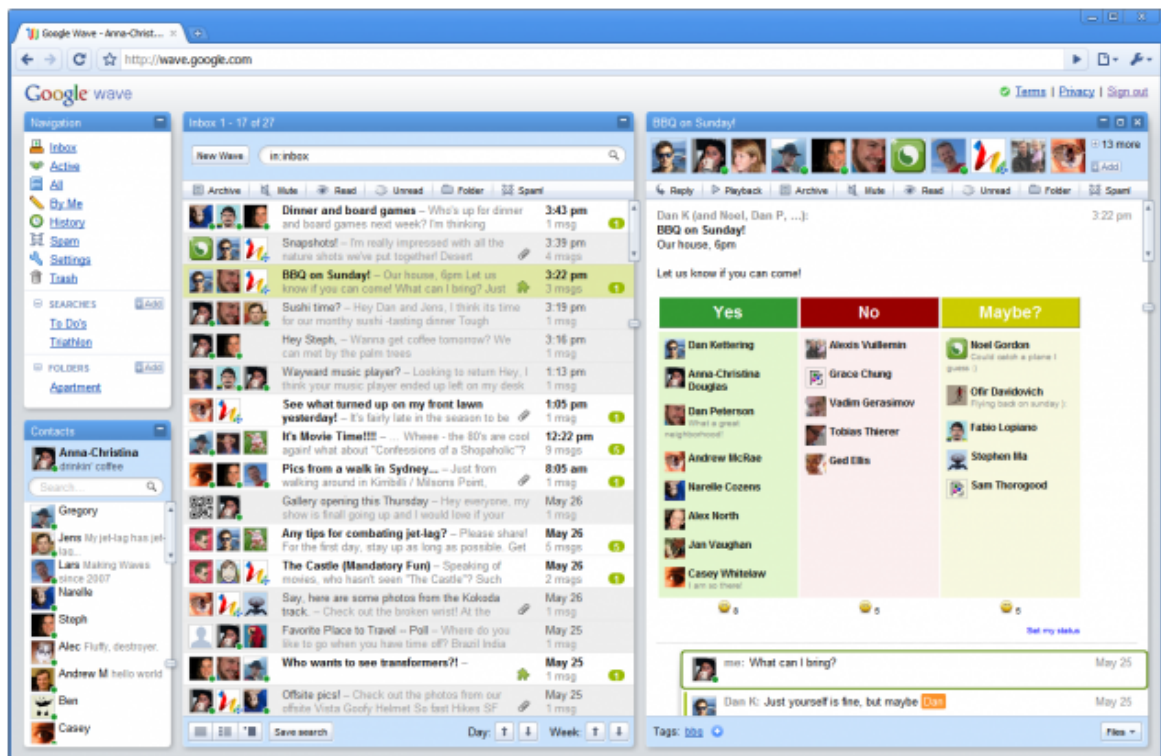 Google Wave - Anna-Christ...
http://wave.google.com
Google wave
Terms | Privacy | Sign out
Navigation
Inbox
Active
All
By Me
History
Spam
Settings
Trash
SEARCHES Add
To Do's
Triathlon
FOLDERS Add
Apartment
Contacts
Anna-Christina
drinkin' coffee
Search...
Gregory
Jens My jet-lag has jet-
lag...
Lars Making Waves
since 2007
Narelle
Steph
Alec Fluffy, destroyer.
Andrew M hello world
Ben
Casey
Inbox 1 - 17 of 27
New Wave in:inbox
Archive Mute Read Unread Folder Spam!
Dinner and board games – Who's up for dinner 3:43 pm
and board games next week? I'm thinking 1 msg 1
Snapshots! – I'm really impressed with all the 3:39 pm
nature shots we've put together! Desert 4 msgs
BBQ on Sunday! – Our house, 6pm Let us 3:22 pm
know if you can come! What can I bring? Just 3 msgs 1
Sushi time? – Hey Dan and Jens, I think its time 3:19 pm
for our monthy sushi -tasting dinner Tough 1 msg
Hey Steph, – Wanna get coffee tomorrow? We 3:16 pm
can met by the palm trees 1 msg
Wayward music player? – Looking to return Hey, I 1:13 pm
think your music player ended up left on my desk 1 msg
See what turned up on my front lawn 1:05 pm
yesterday! – It's fairly late in the season to be 1 msg 1
It's Movie Time!!!! – ... Wheee - the 80's are cool 12:22 pm
again! what about "Confessions of a Shopaholic"? 9 msgs 6
Pics from a walk in Sydney... – Just from 8:05 am
walking around in Kirribilli / Milsons Point, 1 msg 1
Gallery opening this Thursday – Hey everyone, my May 26
show is finall going up and I would love if your 1 msg
Any tips for combating jet-lag? – Please share! May 26
For the first day, stay up as long as possible. Get 5 msgs 5
The Castle (Mandatory Fun) – Speaking of May 26
movies, who hasn't seen "The Castle"? Such 2 msgs 1
Say, here are some photos from the Kokoda May 26
track. – Check out the broken wrist! At the 1 msg
Favorite Place to Travel – Poll – Where do you May 25
like to go when you have time off? Brazil India 1 msg
Who wants to see transformers?! – May 25
1 msg 1
Offsite pics! – Check out the photos from our May 25
offsite Vista Goofy Helmet So fast Hikes SF 1 msg
Save search Day: Week:
BBQ on Sunday!
13 more
Add
Reply Playback Archive Mute Read Unread Folder Spam!
Dan K (and Noel, Dan P, ...): 3:22 pm
BBQ on Sunday!
Our house, 6pm
Let us know if you can come!
Yes No Maybe?
Dan Kettering
Anna-Christina
Douglas
Dan Peterson
What a great
neighborhood!
Andrew McRae
Narelle Cozens
Alex North
Jan Vaughan
Casey Whitelaw
I am so there!
8
Alexis Vuillemin
Grace Chung
Vadim Gerasimov
Tobias Thierer
Ged Ellis
5
Noel Gordon
Could catch a plane I
guess :)
Ofir Davidovich
Flying back on sunday ):
Fabio Lopiano
Stephen Ma
Sam Thorogood
5
Set my status
me: What can I bring? May 25
Dan K: Just yourself is fine, but maybe Dan May 25
Tags: bbq Files